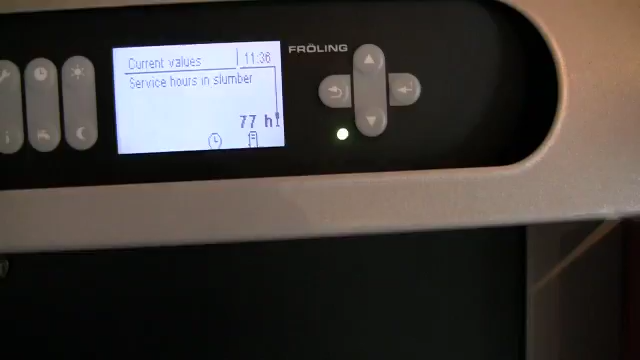 Current values 11:36
Service hours in slumber
77 h
FRÖLING